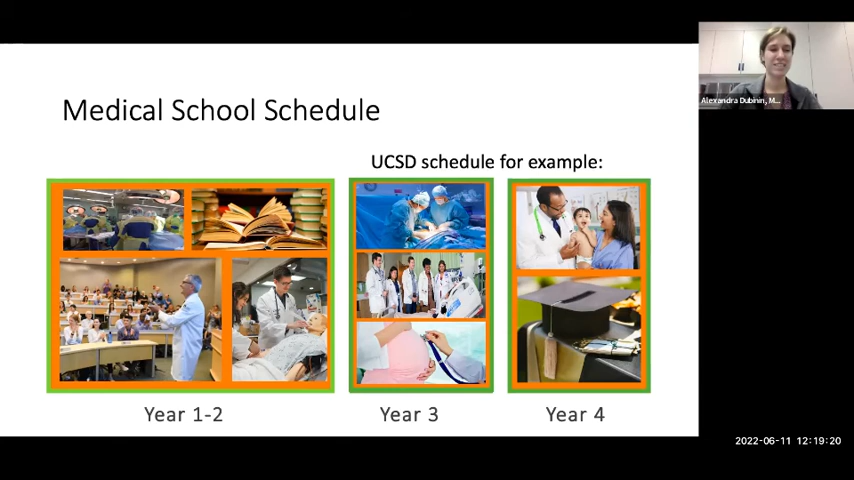 Alexandra Dubinin, M...
Medical School Schedule
UCSD schedule for example:
Year 1-2
Year 3
Year 4
2022-06-11 12:19:20